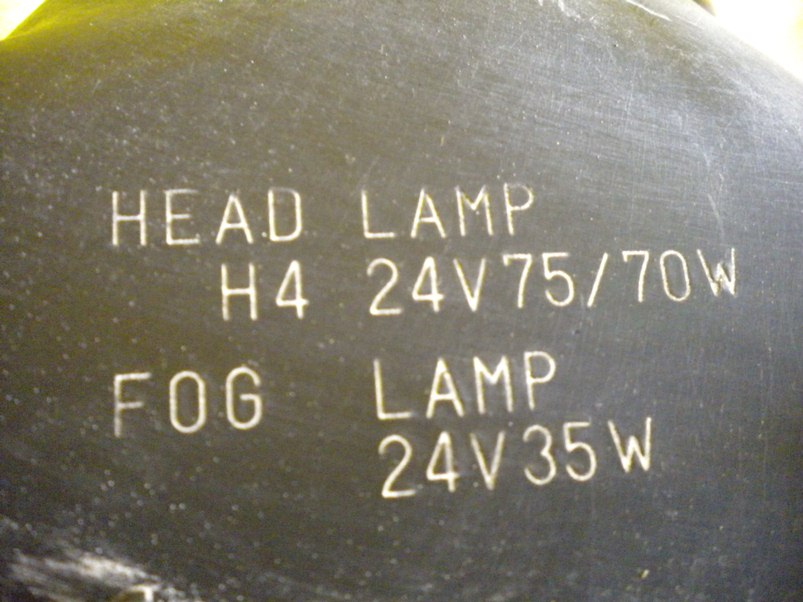 HEAD LAMP
H4 24V75/70W
FOG LAMP
24V35W